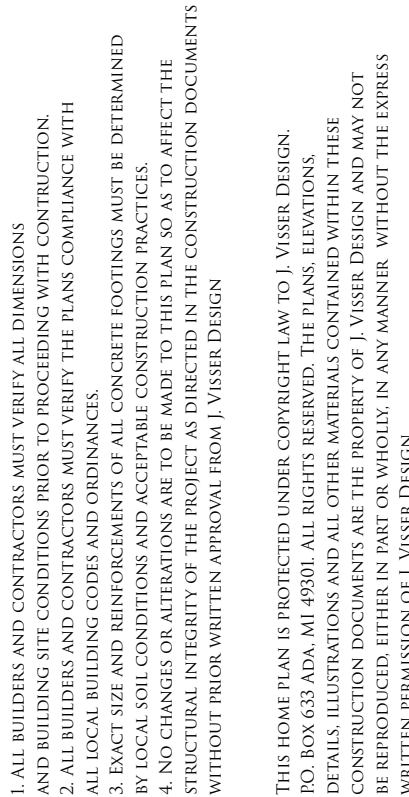 1. All builders and contractors must verify all dimensions
and building site conditions prior to proceeding with contruction.
2. All builders and contractors must verify the plans compliance with
all local building codes and ordinances.
3. Exact size and reinforcements of all concrete footings must be determined
by local soil conditions and acceptable construction practices.
4. No changes or alterations are to be made to this plan so as to affect the
structural integrity of the project as directed in the construction documents
without prior written approval from J. Visser Design
This home plan is protected under copyright law to J. Visser Design.
P.O. Box 633 Ada, MI 49301. All rights reserved. The plans, elevations,
details, illustrations and all other materials contained within these
construction documents are the property of J. Visser Design and may not
be reproduced, either in part or wholly, in any manner without the express
written permission of J. Visser Design